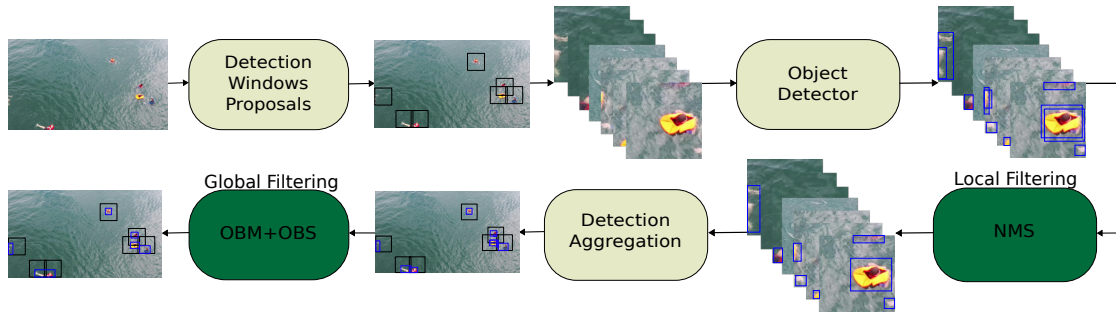 Detection
Windows
Proposals
Object
Detector
Global Filtering
OBM+OBS
Detection
Aggregation
Local Filtering
NMS